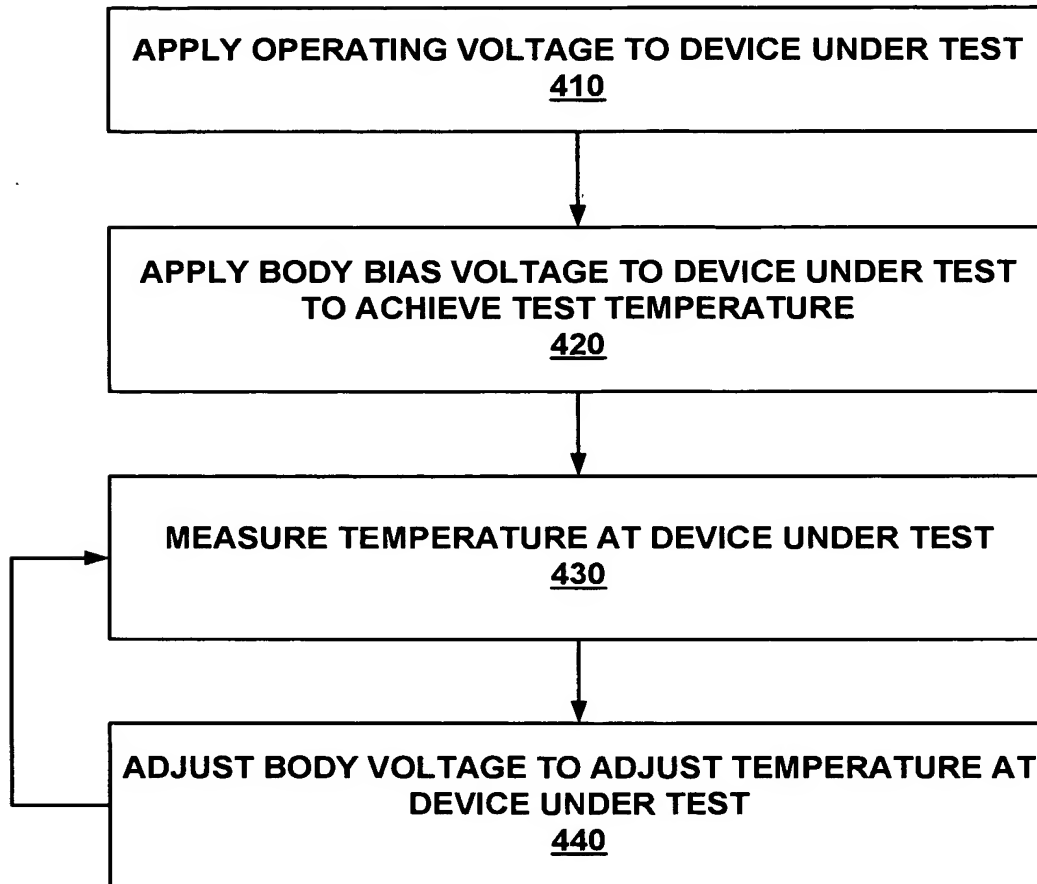 APPLY OPERATING VOLTAGE TO DEVICE UNDER TEST
410
APPLY BODY BIAS VOLTAGE TO DEVICE UNDER TEST
TO ACHIEVE TEST TEMPERATURE
420
MEASURE TEMPERATURE AT DEVICE UNDER TEST
430
ADJUST BODY VOLTAGE TO ADJUST TEMPERATURE AT
DEVICE UNDER TEST
440